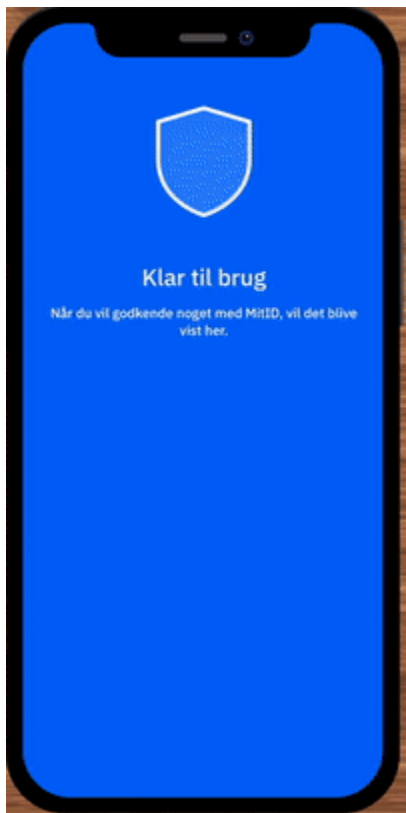 Klar til brug
Når du vil godkende noget med MitID, vil det blive
vist her.